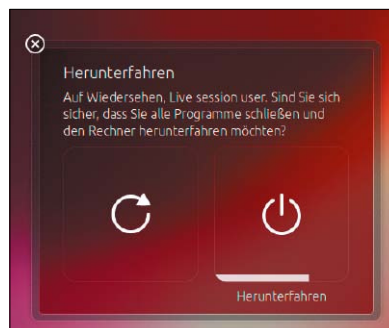 Herunterfahren
Auf Wiedersehen, Live session user. Sind Sie sich
sicher, dass Sie alle Programme schließen und
den Rechner herunterfahren möchten?
Herunterfahren